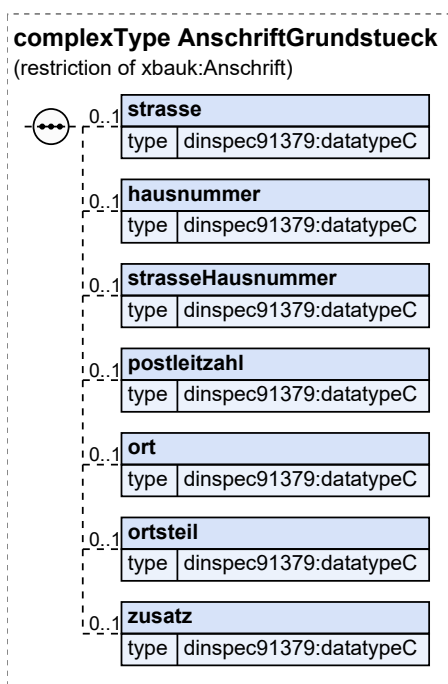 complexType AnschriftGrundstueck
(restriction of xbauk:Anschrift)
0..1 strasse
type dinspec91379:datatypeC
0..1 hausnummer
type dinspec91379:datatypeC
0..1 strasseHausnummer
type dinspec91379:datatypeC
0..1 postleitzahl
type dinspec91379:datatypeC
0..1 ort
type dinspec91379:datatypeC
0..1 ortsteil
type dinspec91379:datatypeC
0..1 zusatz
type dinspec91379:datatypeC